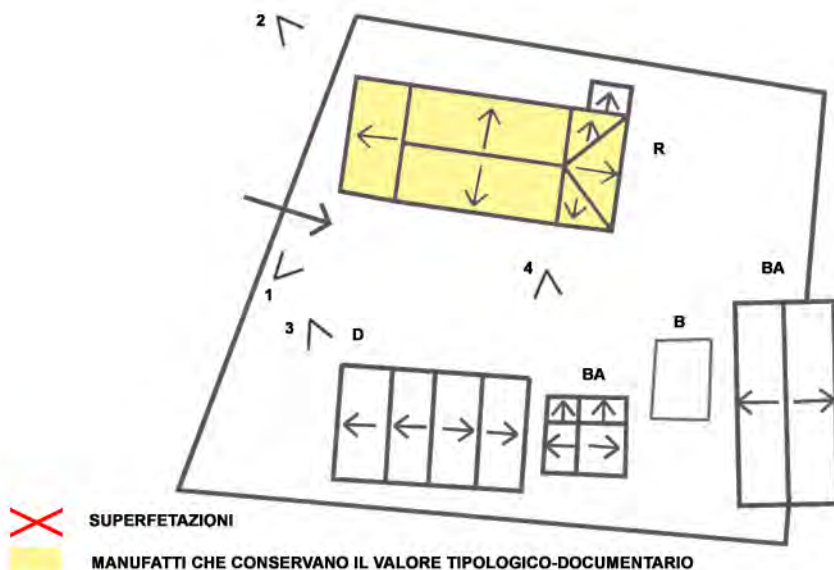 2
R
BA
4
1
3
D
B
BA
SUPERFETAZIONI
MANUFATTI CHE CONSERVANO IL VALORE TIPOLOGICO-DOCUMENTARIO